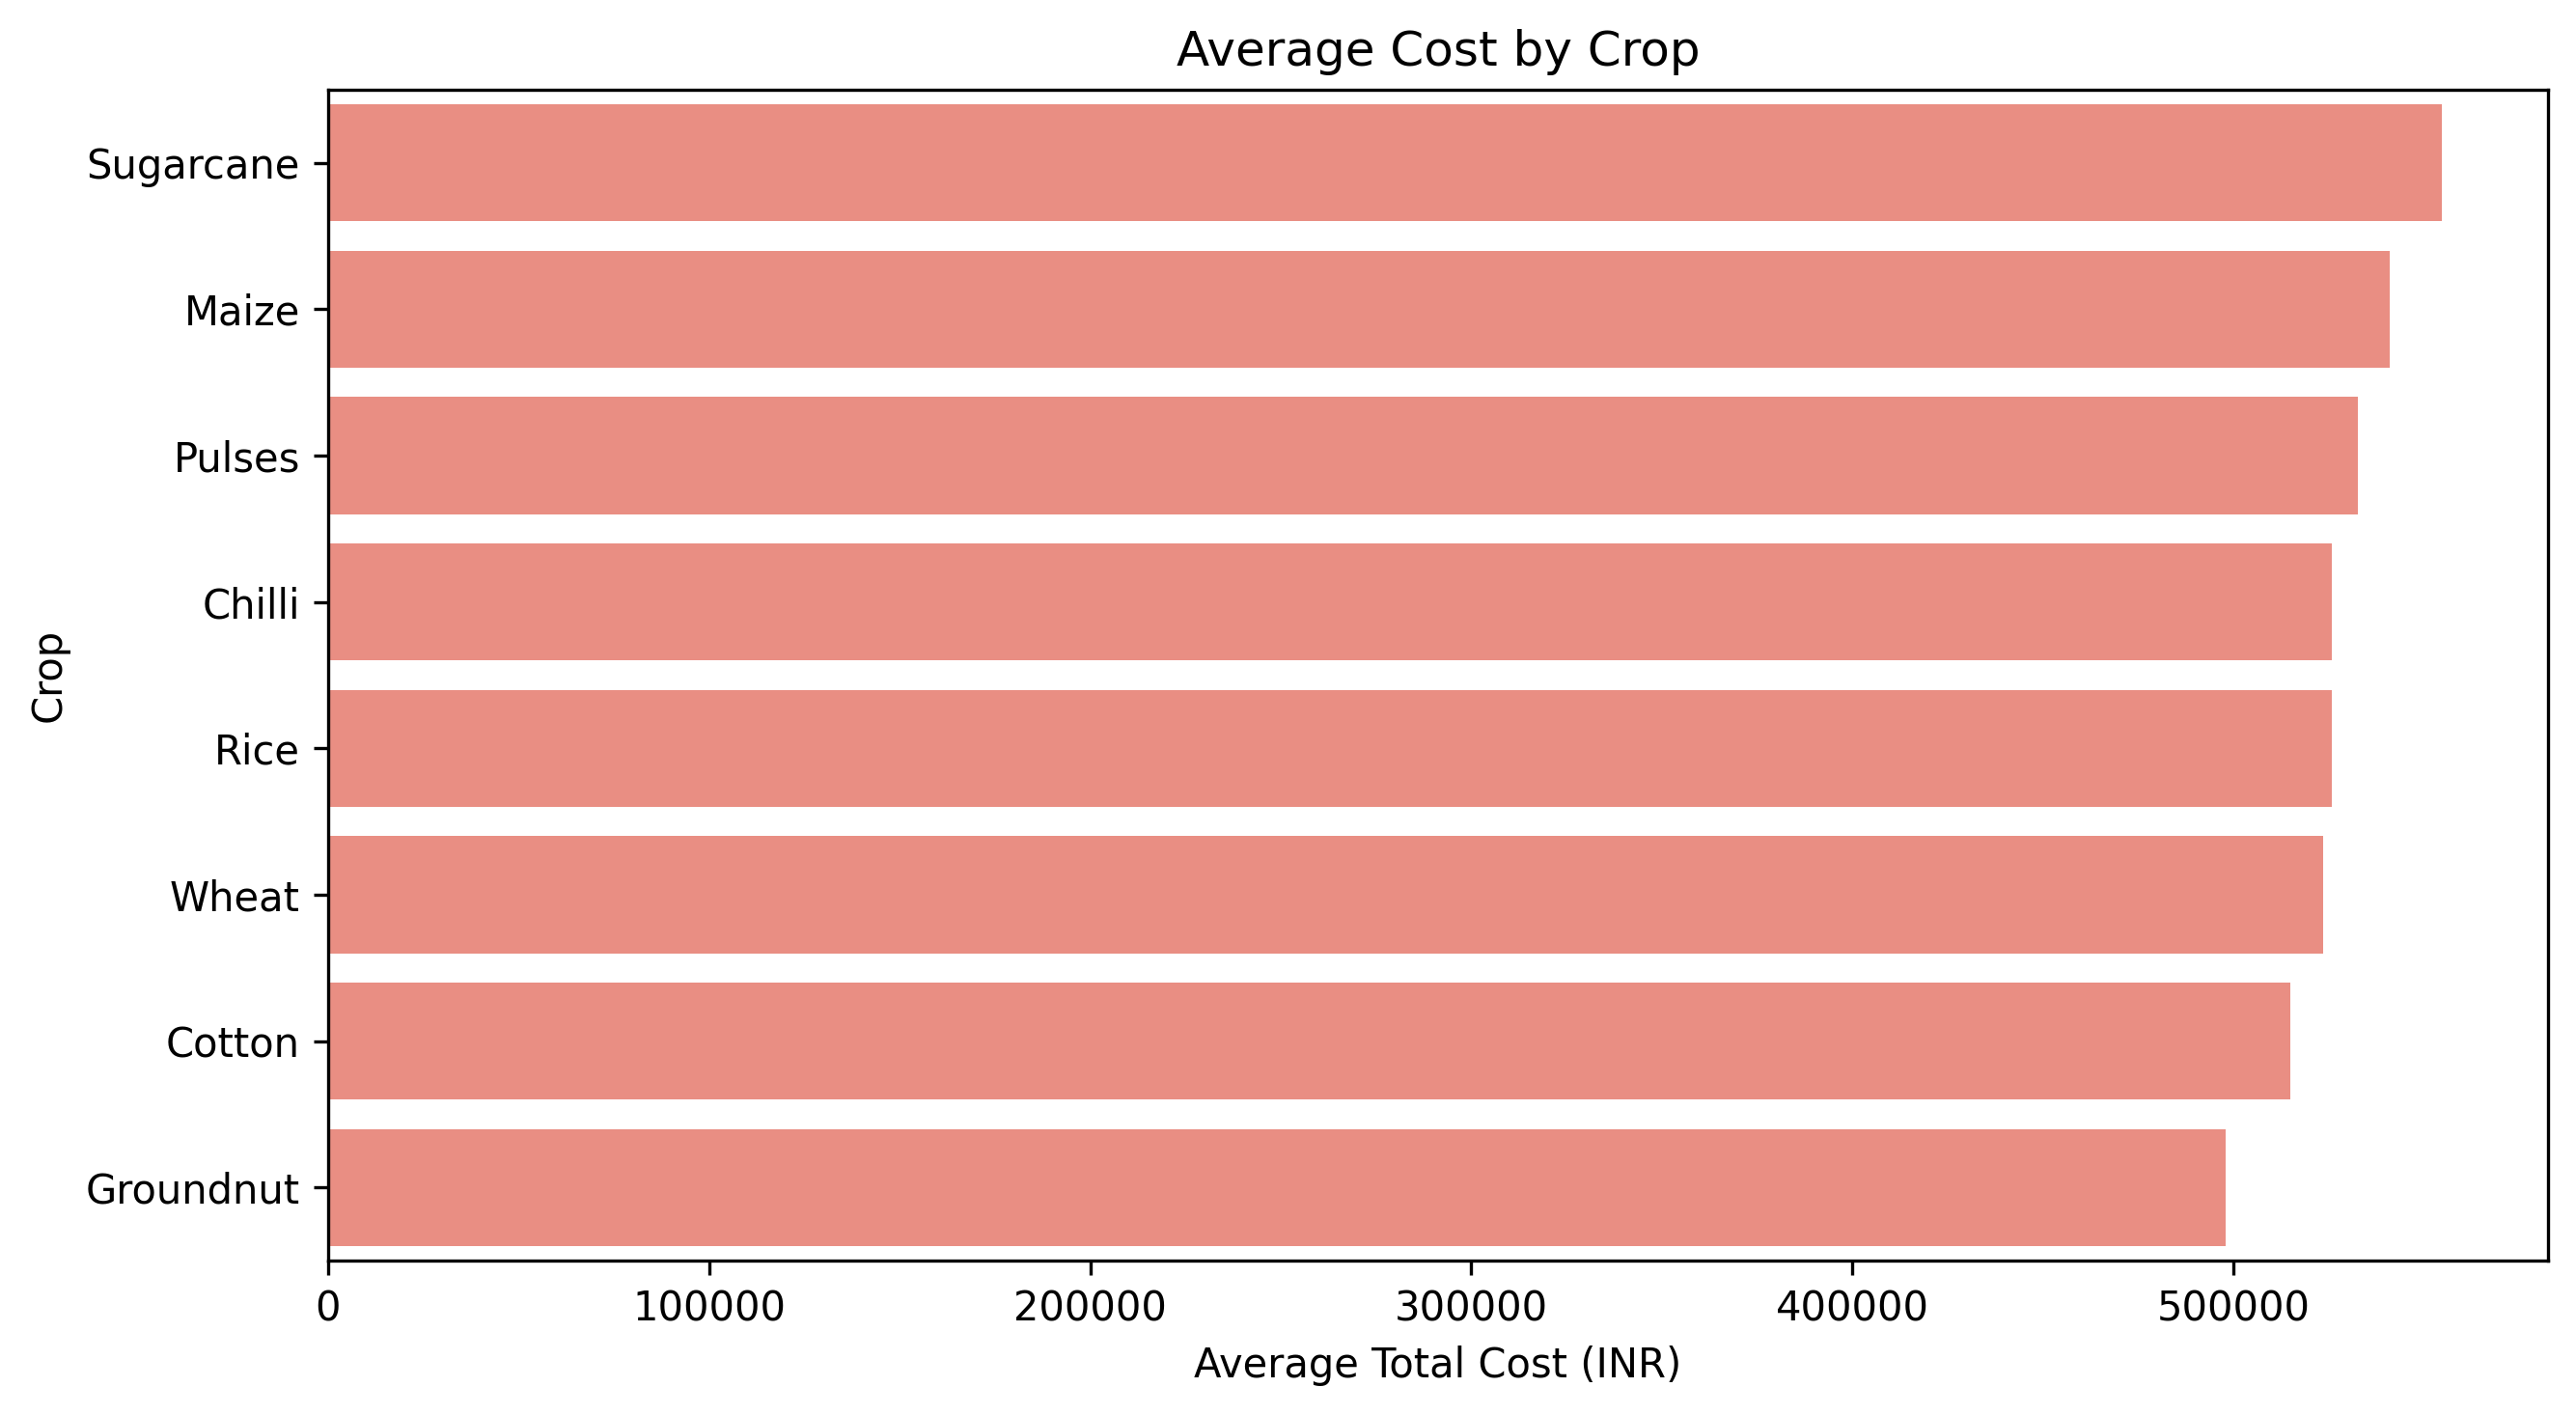 Average Cost by Crop
Sugarcane
Maize
Pulses
Chilli
Rice
Wheat
Cotton
Groundnut
Crop
0 100000 200000 300000 400000 500000
Average Total Cost (INR)